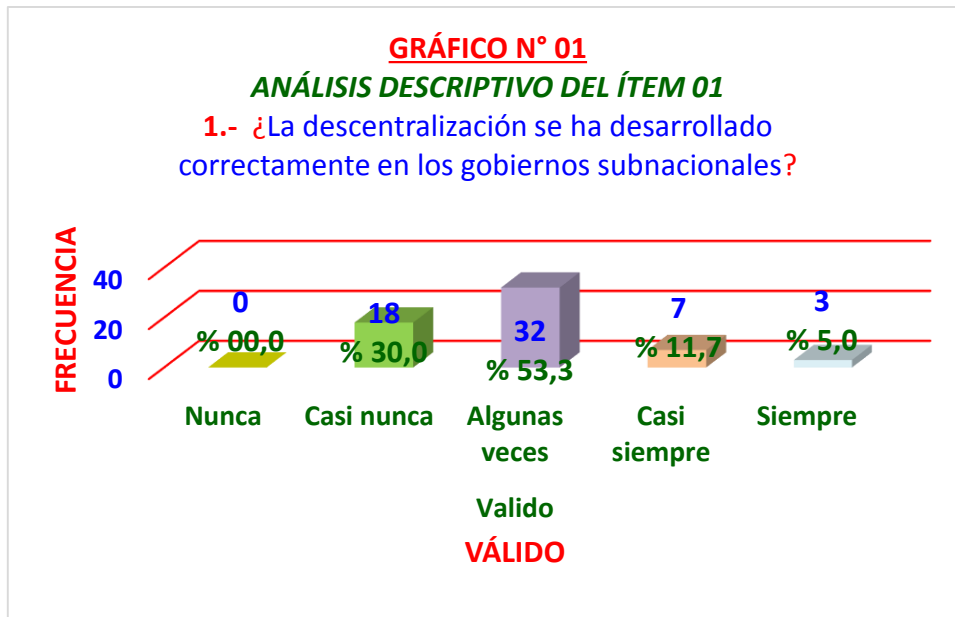 GRÁFICO N° 01
ANÁLISIS DESCRIPTIVO DEL ÍTEM 01
1.- ¿La descentralización se ha desarrollado
correctamente en los gobiernos subnacionales?
FRECUENCIA
40
20
0
0
18
32
7
3
% 00,0
% 30,0
% 53,3
% 11,7
% 5,0
Nunca
Casi nunca
Algunas
veces
Casi
siempre
Siempre
Valido
VÁLIDO